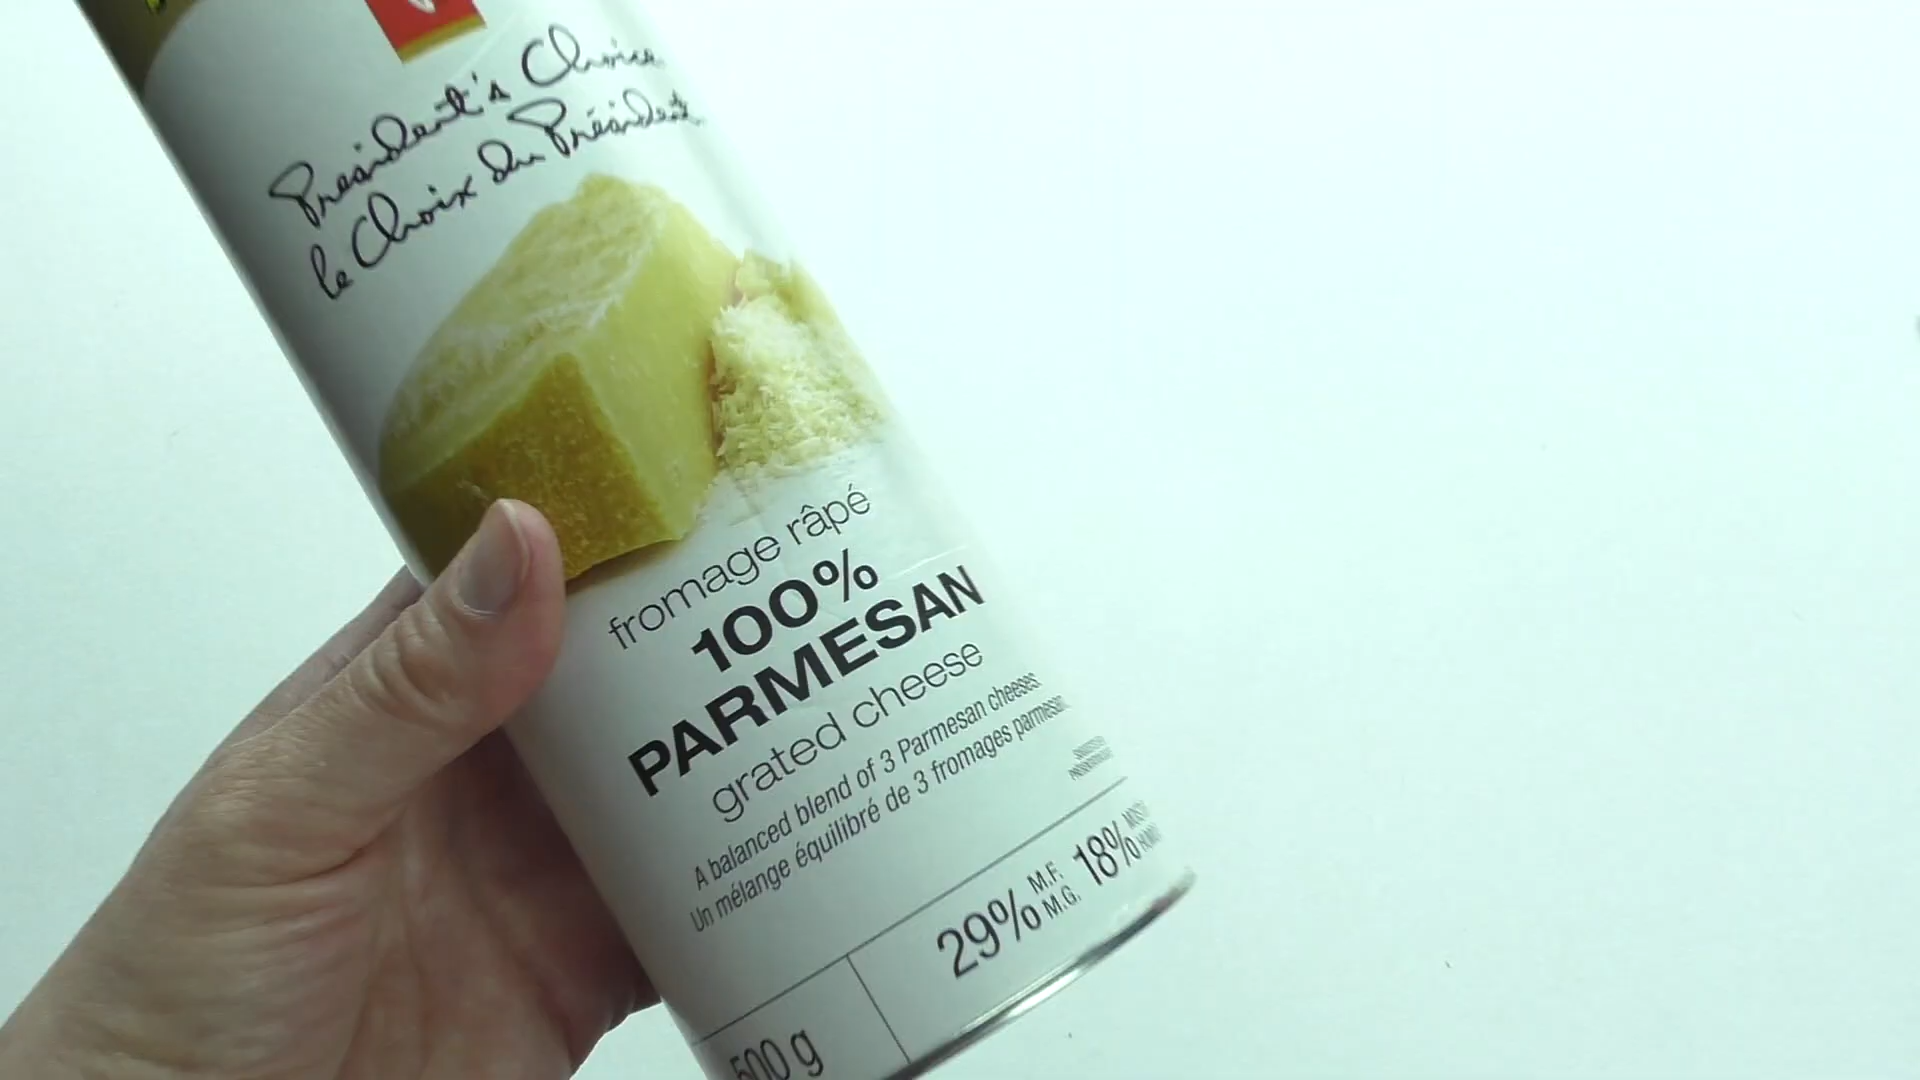 President's Choice
le Choix du Président
fromage râpé
100%
PARMESAN
grated cheese
A balanced blend of 3 Parmesan cheeses.
Un mélange équilibré de 3 fromages parmesan.
500 g
29% M.F. M.G. 18%